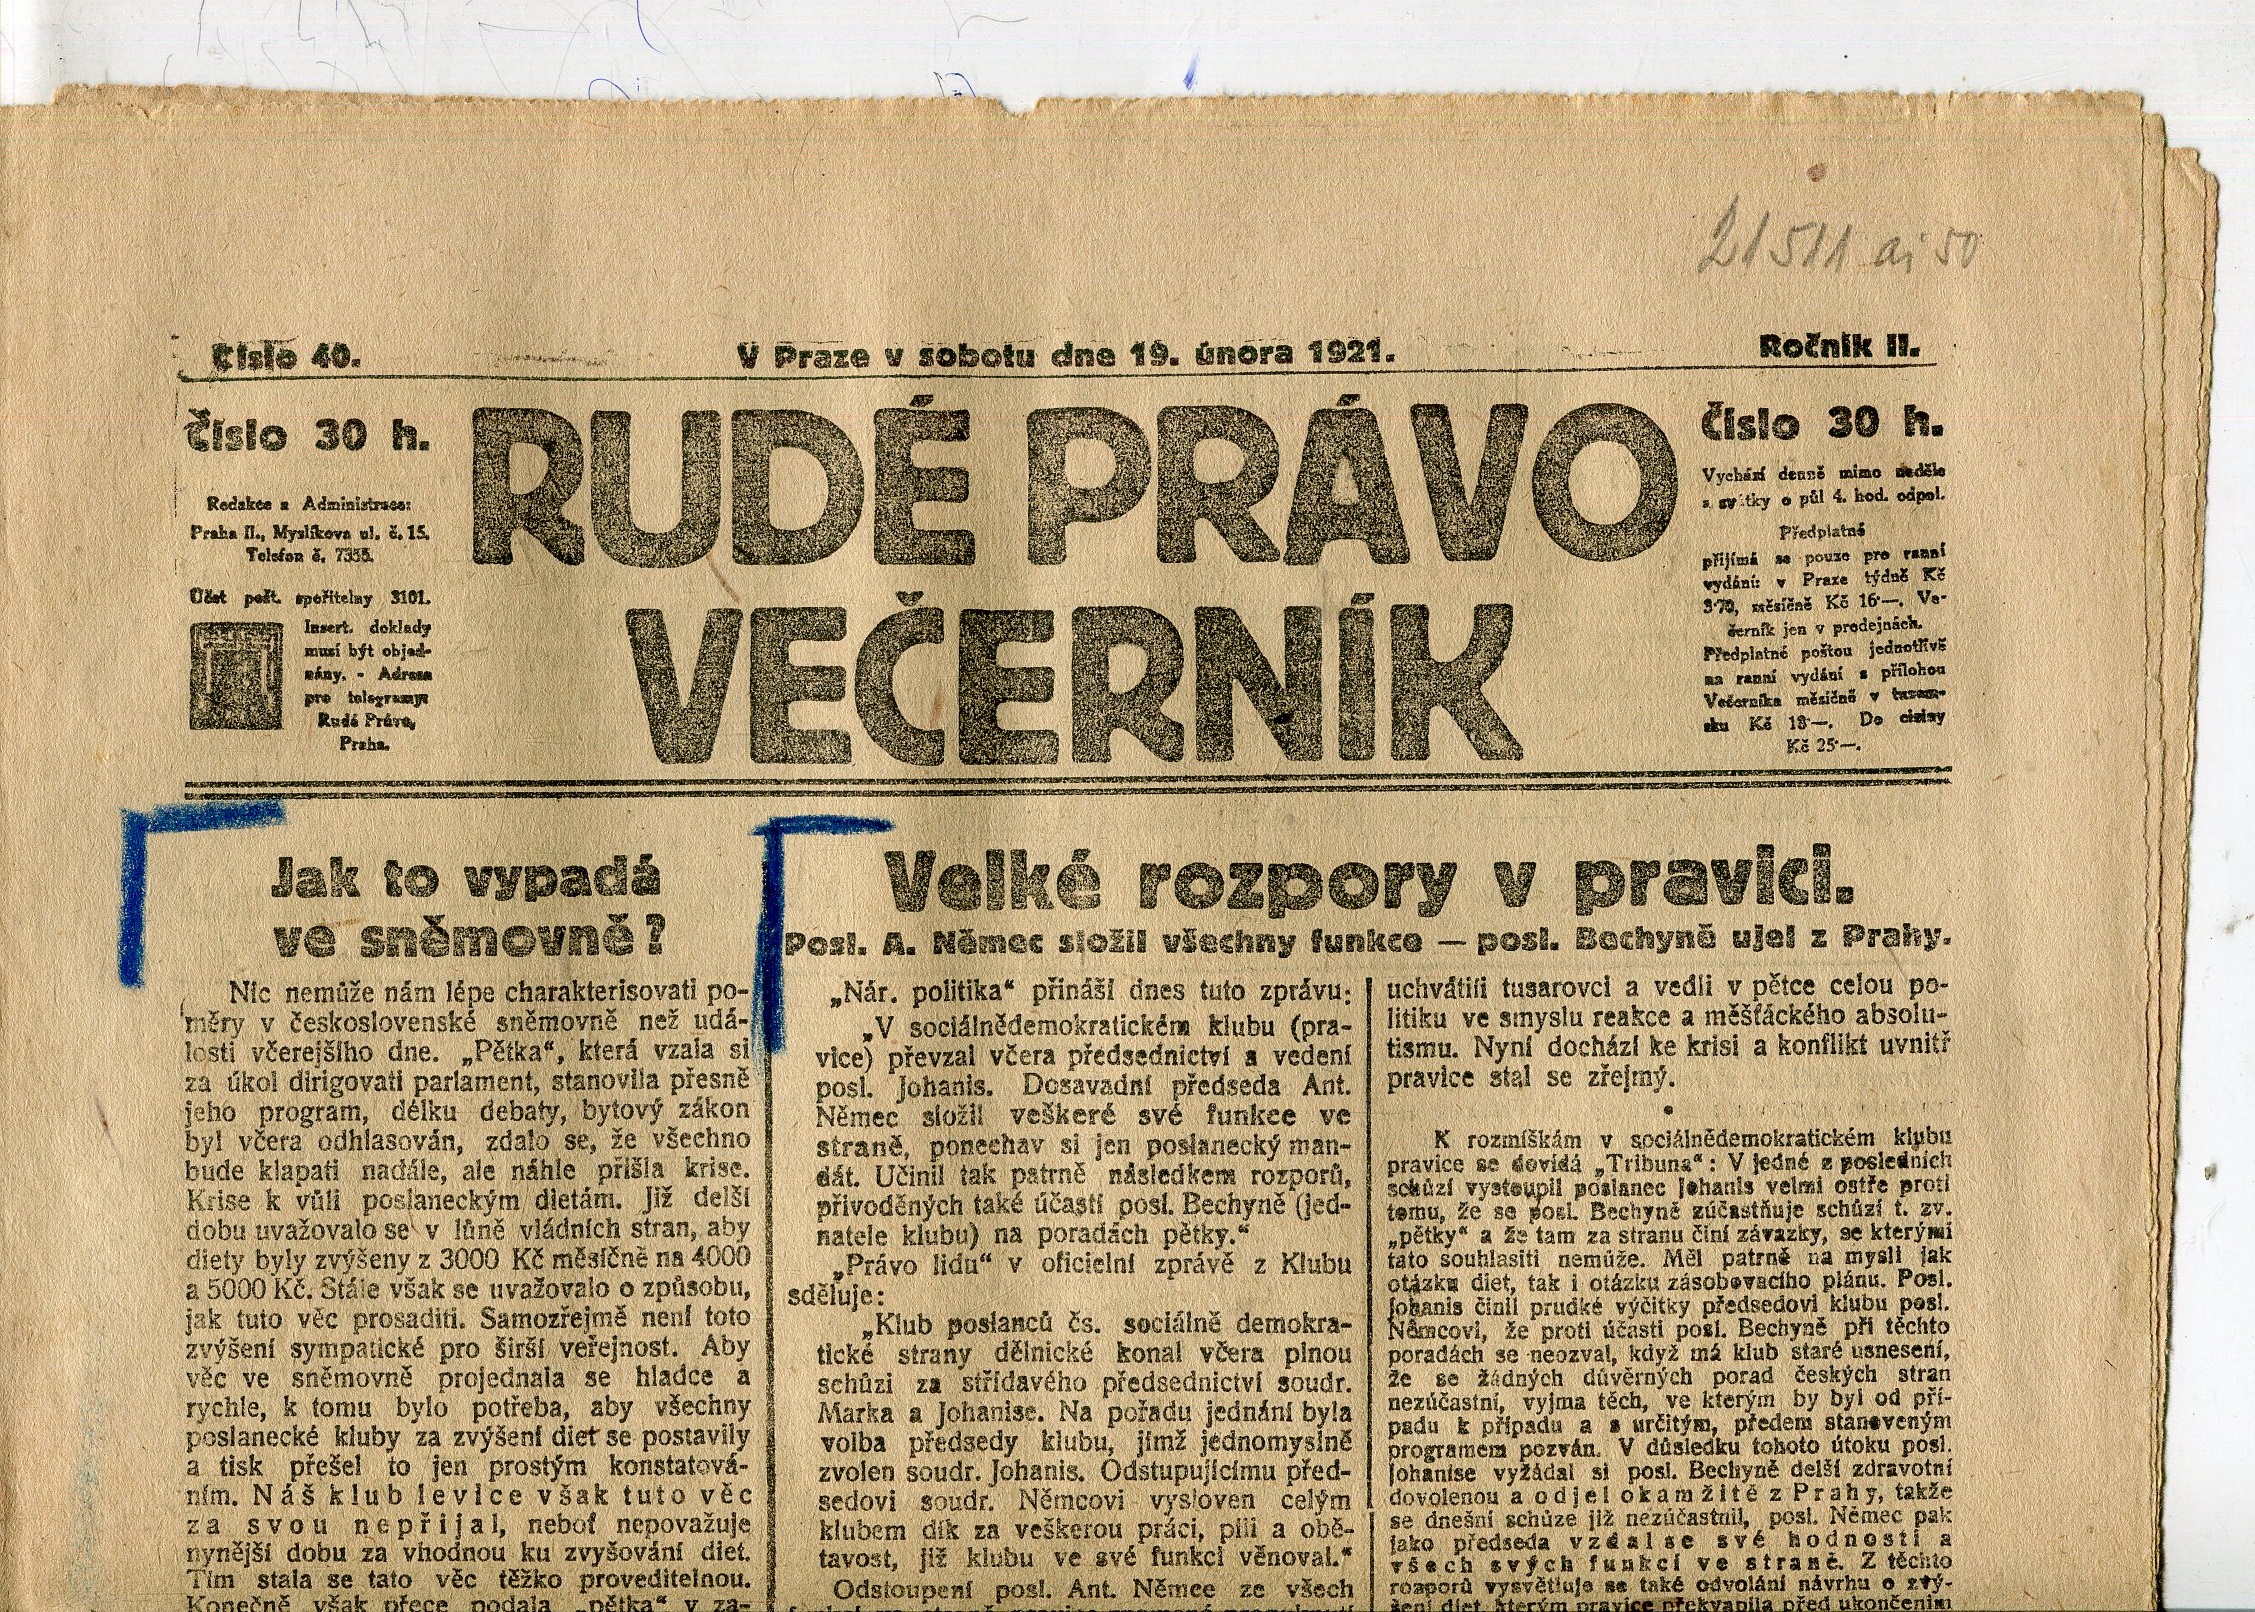 21511 aj 50
Číslo 40.
V Praze v sobotu dne 19. února 1921.
Ročník II.
Číslo 30 h.
Redakce a Administrace:
Praha II., Myslíkova ul. č. 15.
Telefon č. 7355.
Účet pošt. spořitelny 3101.
Insert. doklady
musí být objed-
nány. - Adresa
pro telegramy:
Rudé Právo,
Praha.
RUDÉ PRÁVO
VEČERNÍK
Číslo 30 h.
Vychází denně mimo neděle
a svátky o půl 4. hod. odpol.
Předplatné
přijímá se pouze pro ranní
vydání: v Praze týdně Kč
3·70, měsíčně Kč 16·—. Ve-
černík jen v prodejnách.
Předplatné poštou jednotlivě
na ranní vydání s přílohou
Večerníka měsíčně v tuzem-
sku Kč 18·—. Do ciziny
Kč 25·—.
Jak to vypadá
ve sněmovně?
Nic nemůže nám lépe charakterisovati po-
měry v československé sněmovně než udá-
losti včerejšího dne. „Pětka“, která vzala si
za úkol dirigovati parlament, stanovila přesně
jeho program, délku debaty, bytový zákon
byl včera odhlasován, zdalo se, že všechno
bude klapati nadále, ale náhle přišla krise.
Krise k vůli poslaneckým dietám. Již delší
dobu uvažovalo se v lůně vládních stran, aby
diety byly zvýšeny z 3000 Kč měsíčně na 4000
a 5000 Kč. Stále však se uvažovalo o způsobu,
jak tuto věc prosaditi. Samozřejmě není toto
zvýšení sympatické pro širší veřejnost. Aby
věc ve sněmovně projednala se hladce a
rychle, k tomu bylo potřeba, aby všechny
poslanecké kluby za zvýšení diet se postavily
a tisk přešel to jen prostým konstatová-
ním. Náš klub levice však tuto věc
za svou nepřijal, neboť nepovažuje
nynější dobu za vhodnou ku zvyšování diet.
Tím stala se tato věc těžko proveditelnou.
Konečně však přece podala „pětka“ v za-
Velké rozpory v pravici.
Posl. A. Němec složil všechny funkce — posl. Bechyně ujel z Prahy.
„Nár. politika“ přináší dnes tuto zprávu:
„V sociálnědemokratickém klubu (pra-
vice) převzal včera předsednictví a vedení
posl. Johanis. Dosavadní předseda Ant.
Němec složil veškeré své funkce ve
straně, ponechav si jen poslanecký man-
dát. Učinil tak patrně následkem rozporů,
přivoděných také účastí posl. Bechyně (jed-
natele klubu) na poradách pětky.“
„Právo lidu“ v oficielní zprávě z Klubu
sděluje:
„Klub poslanců čs. sociálně demokra-
tické strany dělnické konal včera plnou
schůzi za střídavého předsednictví soudr.
Marka a Johanise. Na pořadu jednání byla
volba předsedy klubu, jímž jednomyslně
zvolen soudr. Johanis. Odstupujícímu před-
sedovi soudr. Němcovi vysloven celým
klubem dík za veškerou práci, píli a obě-
tavost, již klubu ve své funkci věnoval.“
Odstoupení posl. Ant. Němce ze všech
uchvátili tusarovci a vedli v pětce celou po-
litiku ve smyslu reakce a měšťáckého absolu-
tismu. Nyní dochází ke krisi a konflikt uvnitř
pravice stal se zřejmý.
K rozmíškám v sociálnědemokratickém klubu
pravice se dovídá „Tribuna“: V jedné z posledních
schůzí vystoupil poslanec Johanis velmi ostře proti
tomu, že se posl. Bechyně zúčastňuje schůzí t. zv.
„pětky“ a že tam za stranu činí závazky, se kterými
tato souhlasiti nemůže. Měl patrně na mysli jak
otázku diet, tak i otázku zásobovacího plánu. Posl.
Johanis činil prudké výčitky předsedovi klubu posl.
Němcovi, že proti účasti posl. Bechyně při těchto
poradách se neozval, když má klub staré usnesení,
že se žádných důvěrných porad českých stran
nezúčastní, vyjma těch, ve kterým by byl od pří-
padu k případu a s určitým, předem stanoveným
programem pozván. V důsledku tohoto útoku posl.
Johanise vyžádal si posl. Bechyně delší zdravotní
dovolenou a odjel okamžitě z Prahy, takže
se dnešní schůze již nezúčastnil, posl. Němec pak
jako předseda vzdal se své hodnosti a
všech svých funkcí ve straně. Z těchto
rozporů vysvětluje se také odvolání návrhu o zvý-
šení diet, kterým pravice překvapila před ukončením